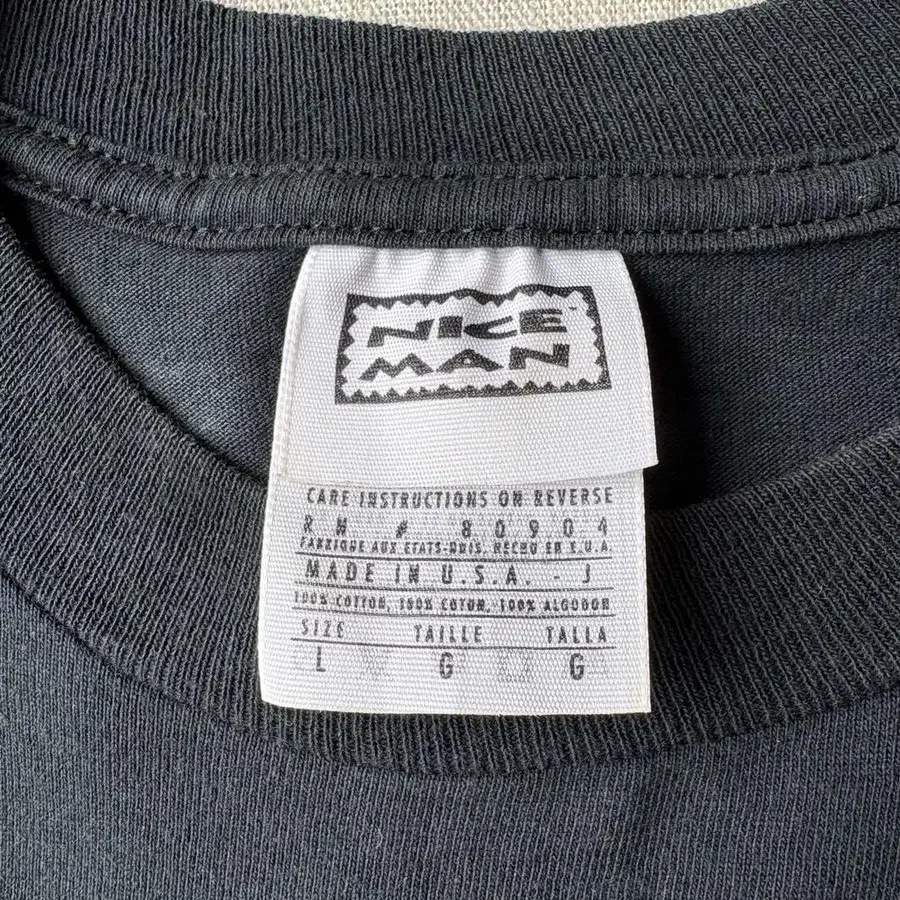 NICE
MAN
CARE INSTRUCTIONS ON REVERSE
RN # 80904
FABRIQUE AUX ETATS-UNIS, HECHO EN E.U.A
MADE IN U.S.A. - J
100% COTTON, 100% COTON, 100% ALGODON
SIZE TAILLE TALLA
L G G